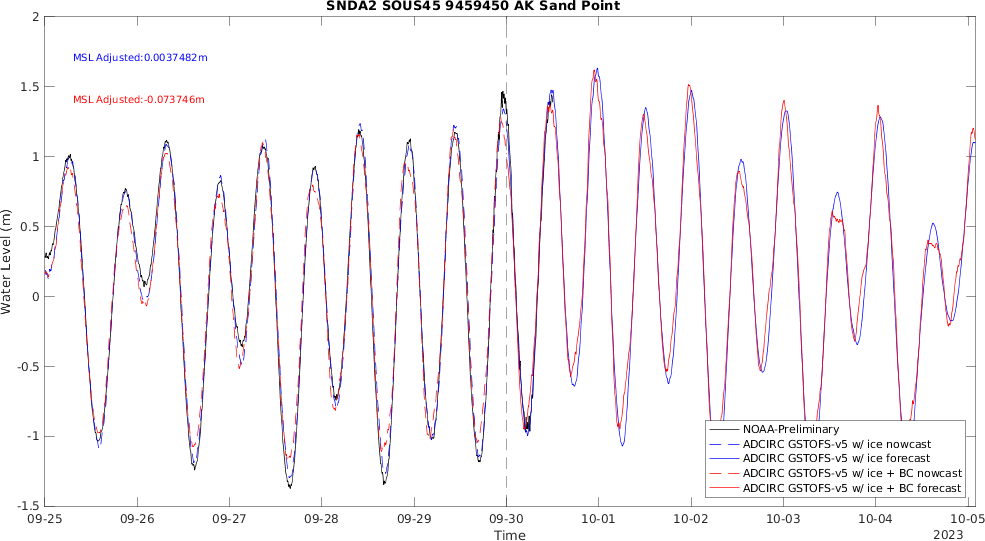 SNDA2 SOUS45 9459450 AK Sand Point
MSL Adjusted:0.0037482m
MSL Adjusted:-0.073746m
Water Level (m)
2
1.5
1
0.5
0
-0.5
-1
-1.5
NOAA-Preliminary
ADCIRC GSTOFS-v5 w/ ice nowcast
ADCIRC GSTOFS-v5 w/ ice forecast
ADCIRC GSTOFS-v5 w/ ice + BC nowcast
ADCIRC GSTOFS-v5 w/ ice + BC forecast
09-25 09-26 09-27 09-28 09-29 09-30 10-01 10-02 10-03 10-04 10-05
Time
2023